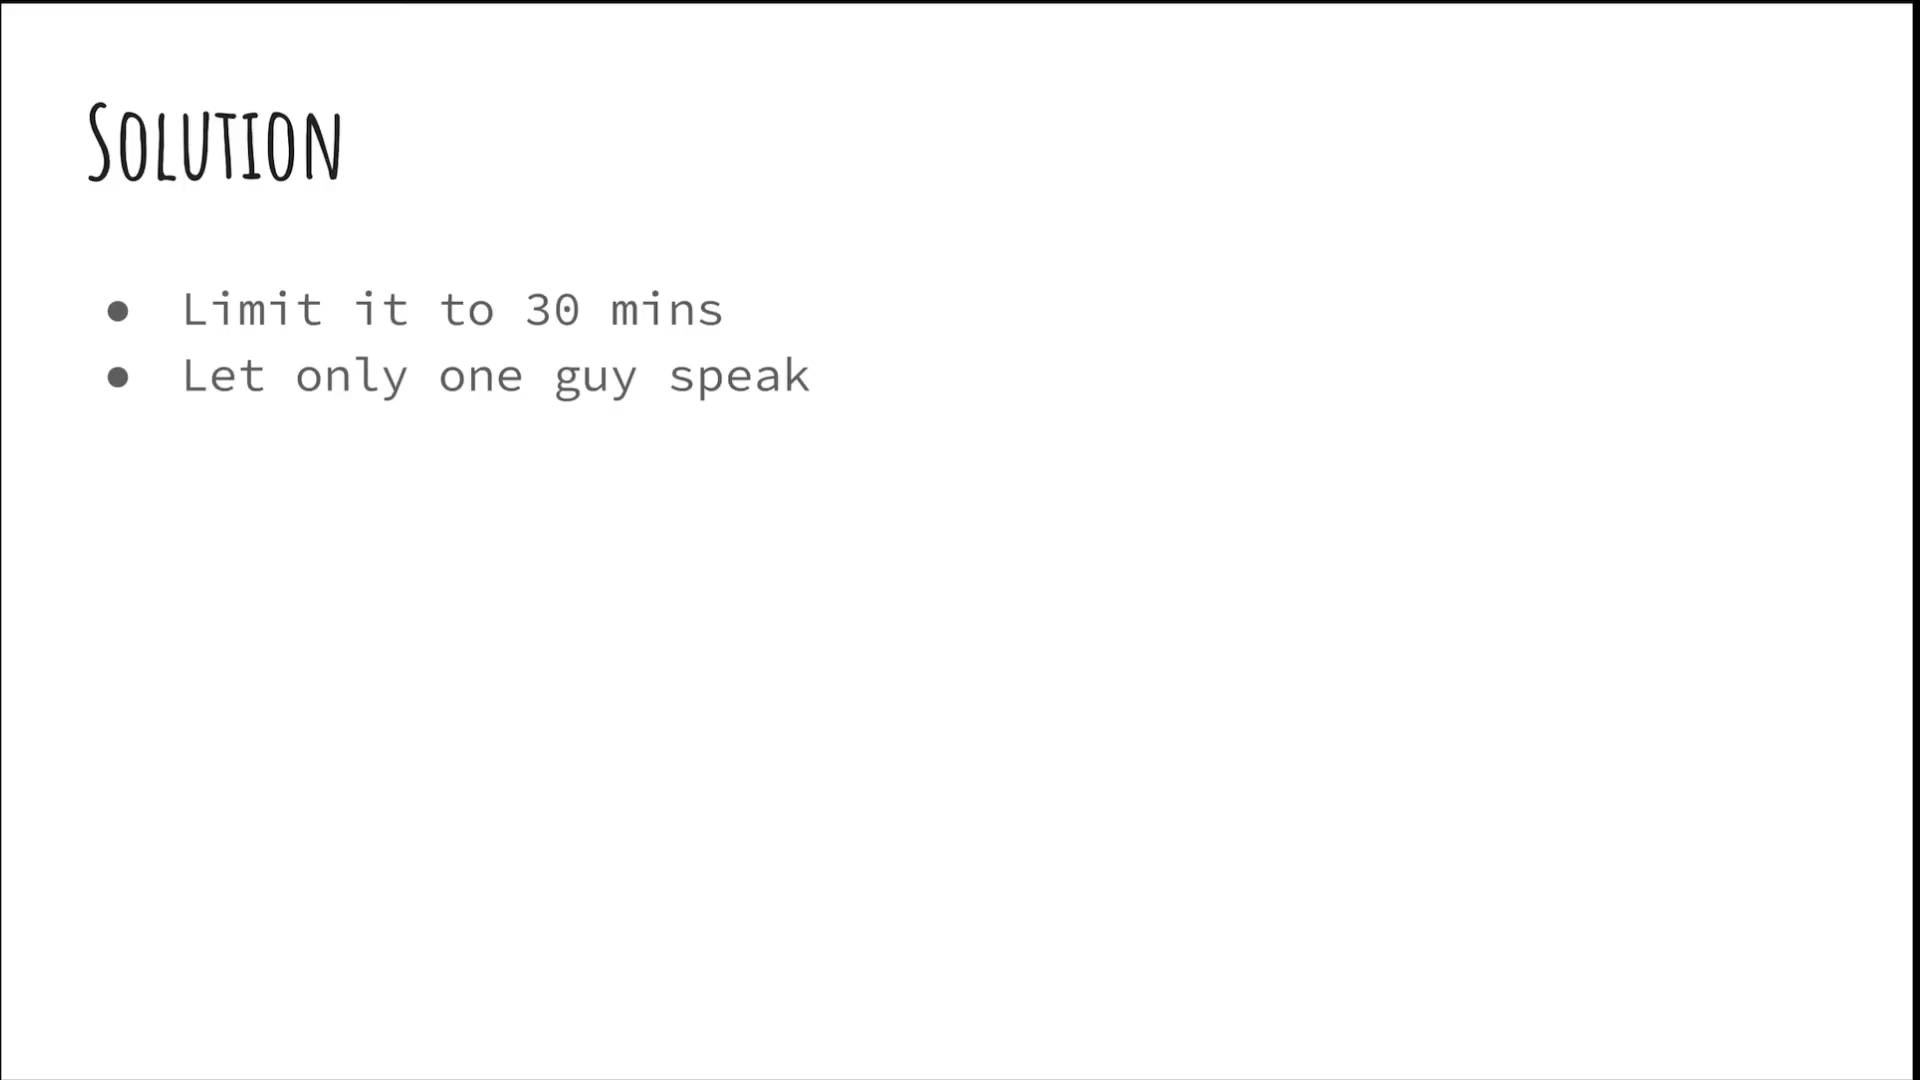 Solution
● Limit it to 30 mins
● Let only one guy speak